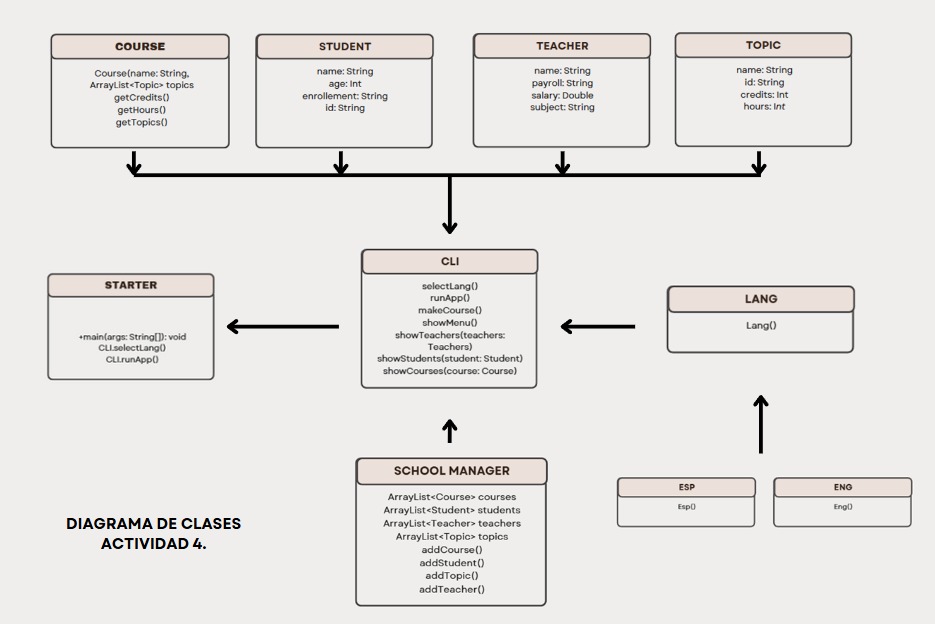 COURSE
Course(name: String,
ArrayList<Topic> topics
getCredits()
getHours()
getTopics()
STUDENT
name: String
age: Int
enrollement: String
id: String
TEACHER
name: String
payroll: String
salary: Double
subject: String
TOPIC
name: String
id: String
credits: Int
hours: Int
STARTER
+main(args: String[]): void
CLI.selectLang()
CLI.runApp()
CLI
selectLang()
runApp()
makeCourse()
showMenu()
showTeachers(teachers:
Teachers)
showStudents(student: Student)
showCourses(course: Course)
LANG
Lang()
SCHOOL MANAGER
ArrayList<Course> courses
ArrayList<Student> students
ArrayList<Teacher> teachers
ArrayList<Topic> topics
addCourse()
addStudent()
addTopic()
addTeacher()
ESP
Esp()
ENG
Eng()
DIAGRAMA DE CLASES
ACTIVIDAD 4.